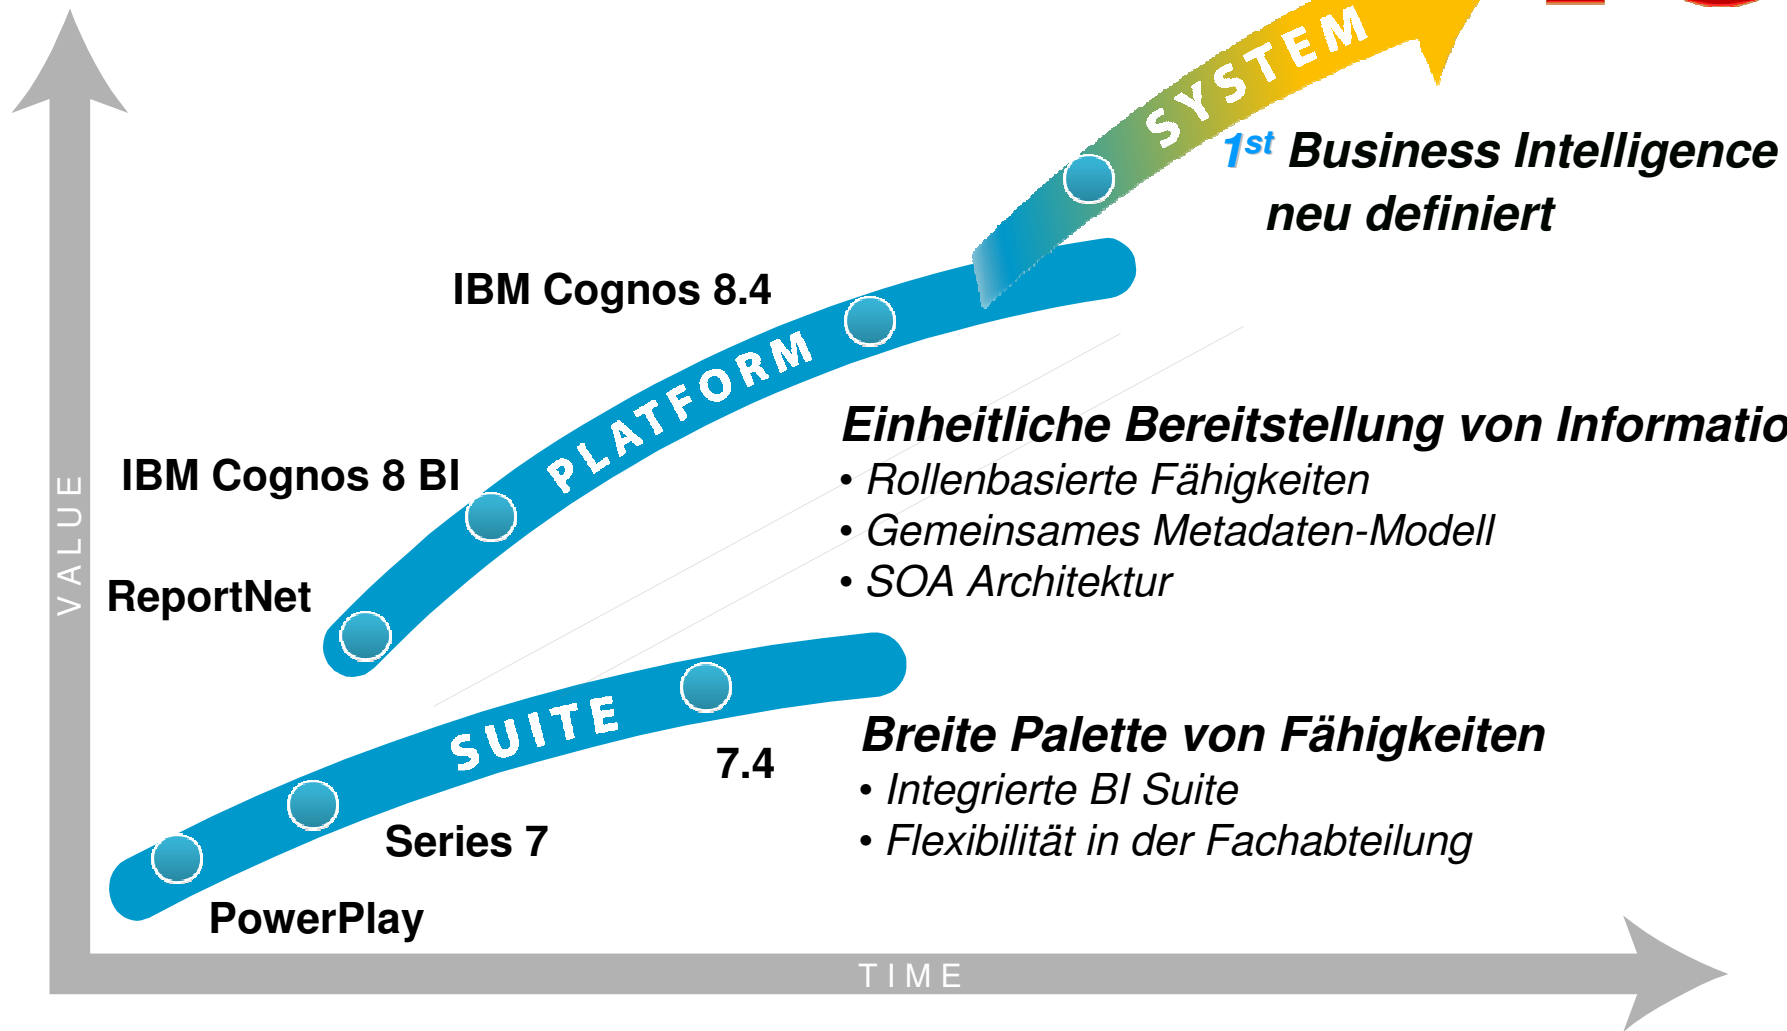 SYSTEM
1st Business Intelligence
neu definiert
IBM Cognos 8.4
PLATFORM
Einheitliche Bereitstellung von Informatio
• Rollenbasierte Fähigkeiten
• Gemeinsames Metadaten-Modell
• SOA Architektur
IBM Cognos 8 BI
VALUE
ReportNet
SUITE
7.4
Breite Palette von Fähigkeiten
• Integrierte BI Suite
• Flexibilität in der Fachabteilung
Series 7
PowerPlay
TIME